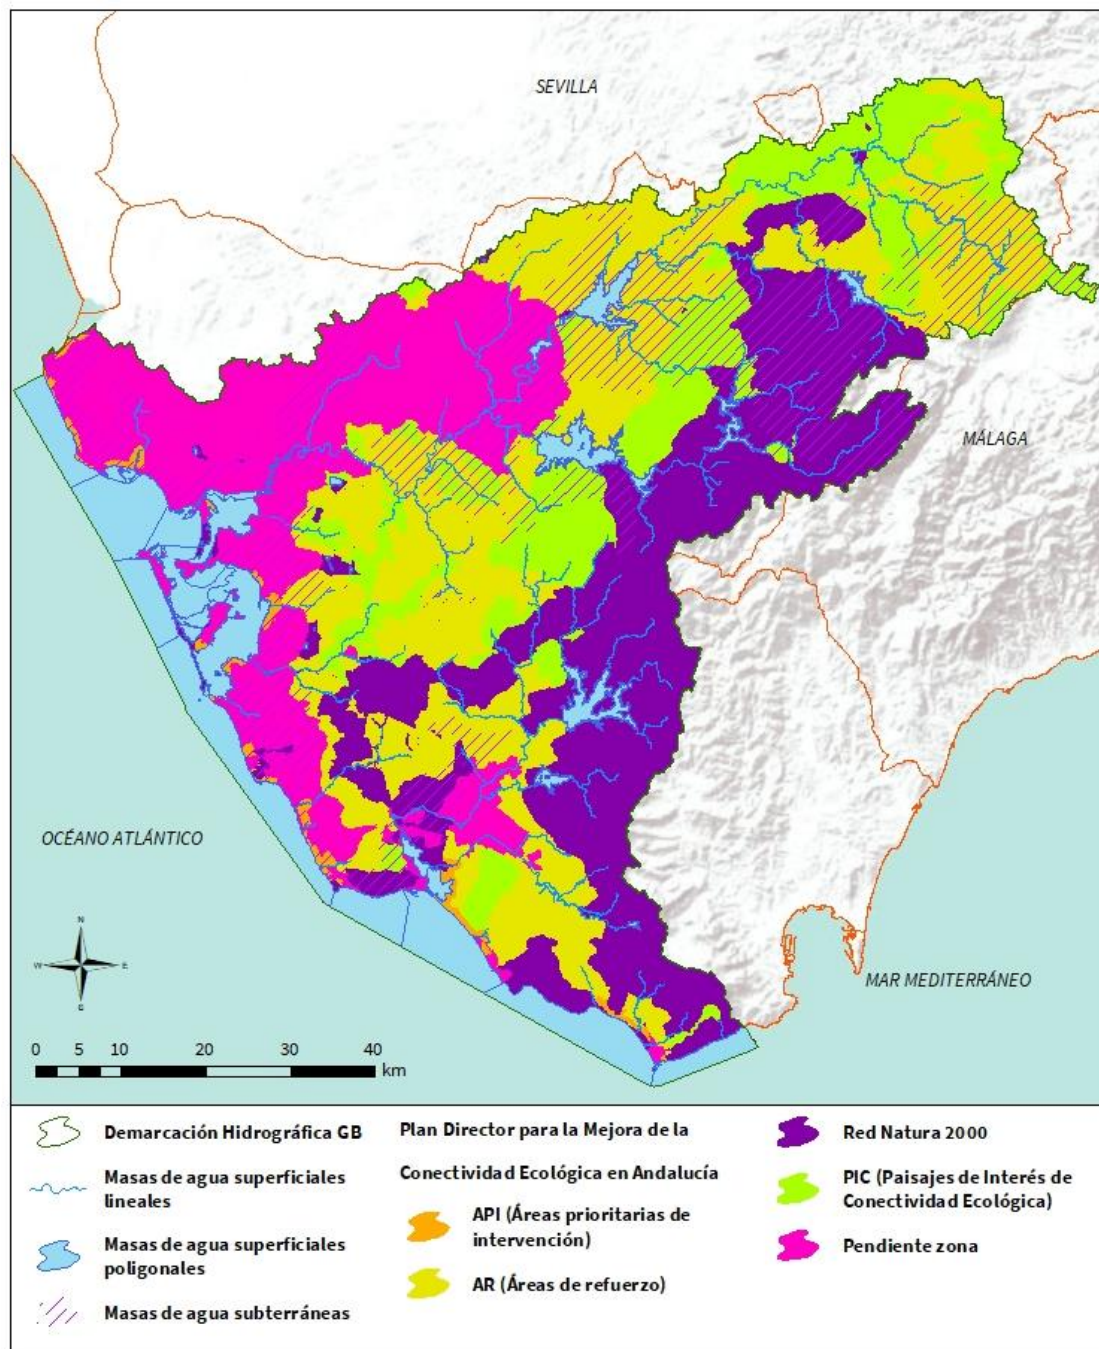 SEVILLA
MÁLAGA
OCÉANO ATLÁNTICO
MAR MEDITERRÁNEO
N
W E
S
0 5 10 20 30 40
km
Demarcación Hidrográfica GB
Masas de agua superficiales
lineales
Masas de agua superficiales
poligonales
Masas de agua subterráneas
Plan Director para la Mejora de la
Conectividad Ecológica en Andalucía
API (Áreas prioritarias de
intervención)
AR (Áreas de refuerzo)
Red Natura 2000
PIC (Paisajes de Interés de
Conectividad Ecológica)
Pendiente zona